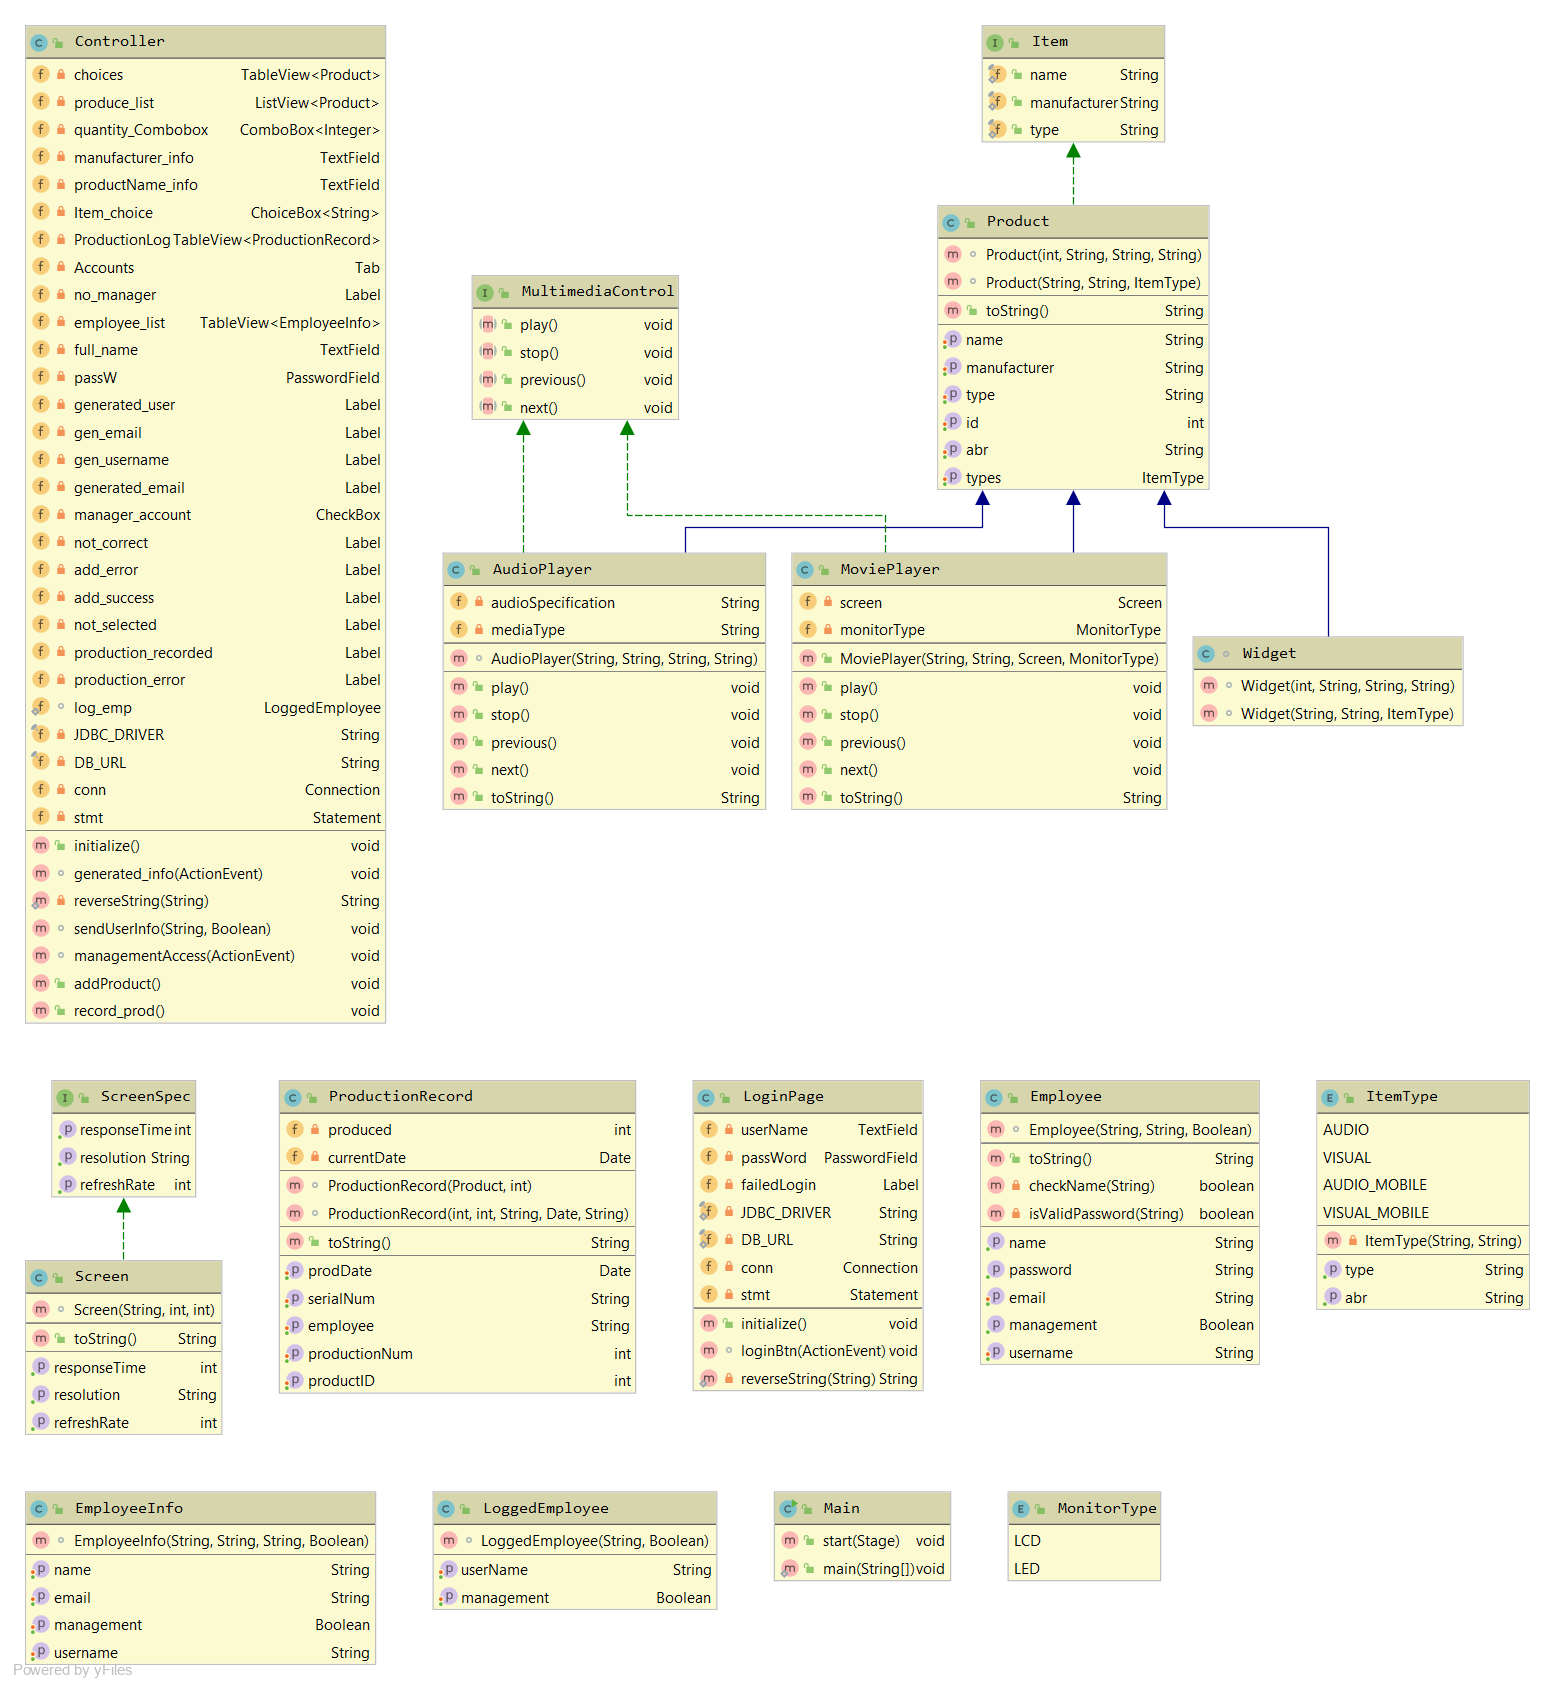 Controller
choices TableView<Product>
produce_list ListView<Product>
quantity_Combobox ComboBox<Integer>
manufacturer_info TextField
productName_info TextField
Item_choice ChoiceBox<String>
ProductionLog TableView<ProductionRecord>
Accounts Tab
no_manager Label
employee_list TableView<EmployeeInfo>
full_name TextField
passW PasswordField
generated_user Label
gen_email Label
gen_username Label
generated_email Label
manager_account CheckBox
not_correct Label
add_error Label
add_success Label
not_selected Label
production_recorded Label
production_error Label
log_emp LoggedEmployee
JDBC_DRIVER String
DB_URL String
conn Connection
stmt Statement
initialize() void
generated_info(ActionEvent) void
reverseString(String) String
sendUserInfo(String, Boolean) void
managementAccess(ActionEvent) void
addProduct() void
record_prod() void
Item
name String
manufacturer String
type String
Product
Product(int, String, String, String)
Product(String, String, ItemType)
toString() String
name String
manufacturer String
type String
id int
abr String
types ItemType
MultimediaControl
play() void
stop() void
previous() void
next() void
AudioPlayer
audioSpecification String
mediaType String
AudioPlayer(String, String, String, String)
play() void
stop() void
previous() void
next() void
toString() String
MoviePlayer
screen Screen
monitorType MonitorType
MoviePlayer(String, String, Screen, MonitorType)
play() void
stop() void
previous() void
next() void
toString() String
Widget
Widget(int, String, String, String)
Widget(String, String, ItemType)
ScreenSpec
responseTime int
resolution String
refreshRate int
Screen
Screen(String, int, int)
toString() String
responseTime int
resolution String
refreshRate int
ProductionRecord
produced int
currentDate Date
ProductionRecord(Product, int)
ProductionRecord(int, int, String, Date, String)
toString() String
prodDate Date
serialNum String
employee String
productionNum int
productID int
LoginPage
userName TextField
passWord PasswordField
failedLogin Label
JDBC_DRIVER String
DB_URL String
conn Connection
stmt Statement
initialize() void
loginBtn(ActionEvent) void
reverseString(String) String
Employee
Employee(String, String, Boolean)
toString() String
checkName(String) boolean
isValidPassword(String) boolean
name String
password String
email String
management Boolean
username String
ItemType
AUDIO
VISUAL
AUDIO_MOBILE
VISUAL_MOBILE
ItemType(String, String)
type String
abr String
EmployeeInfo
EmployeeInfo(String, String, String, Boolean)
name String
email String
management Boolean
username String
LoggedEmployee
LoggedEmployee(String, Boolean)
userName String
management Boolean
Main
start(Stage) void
main(String[]) void
MonitorType
LCD
LED
Powered by yFiles